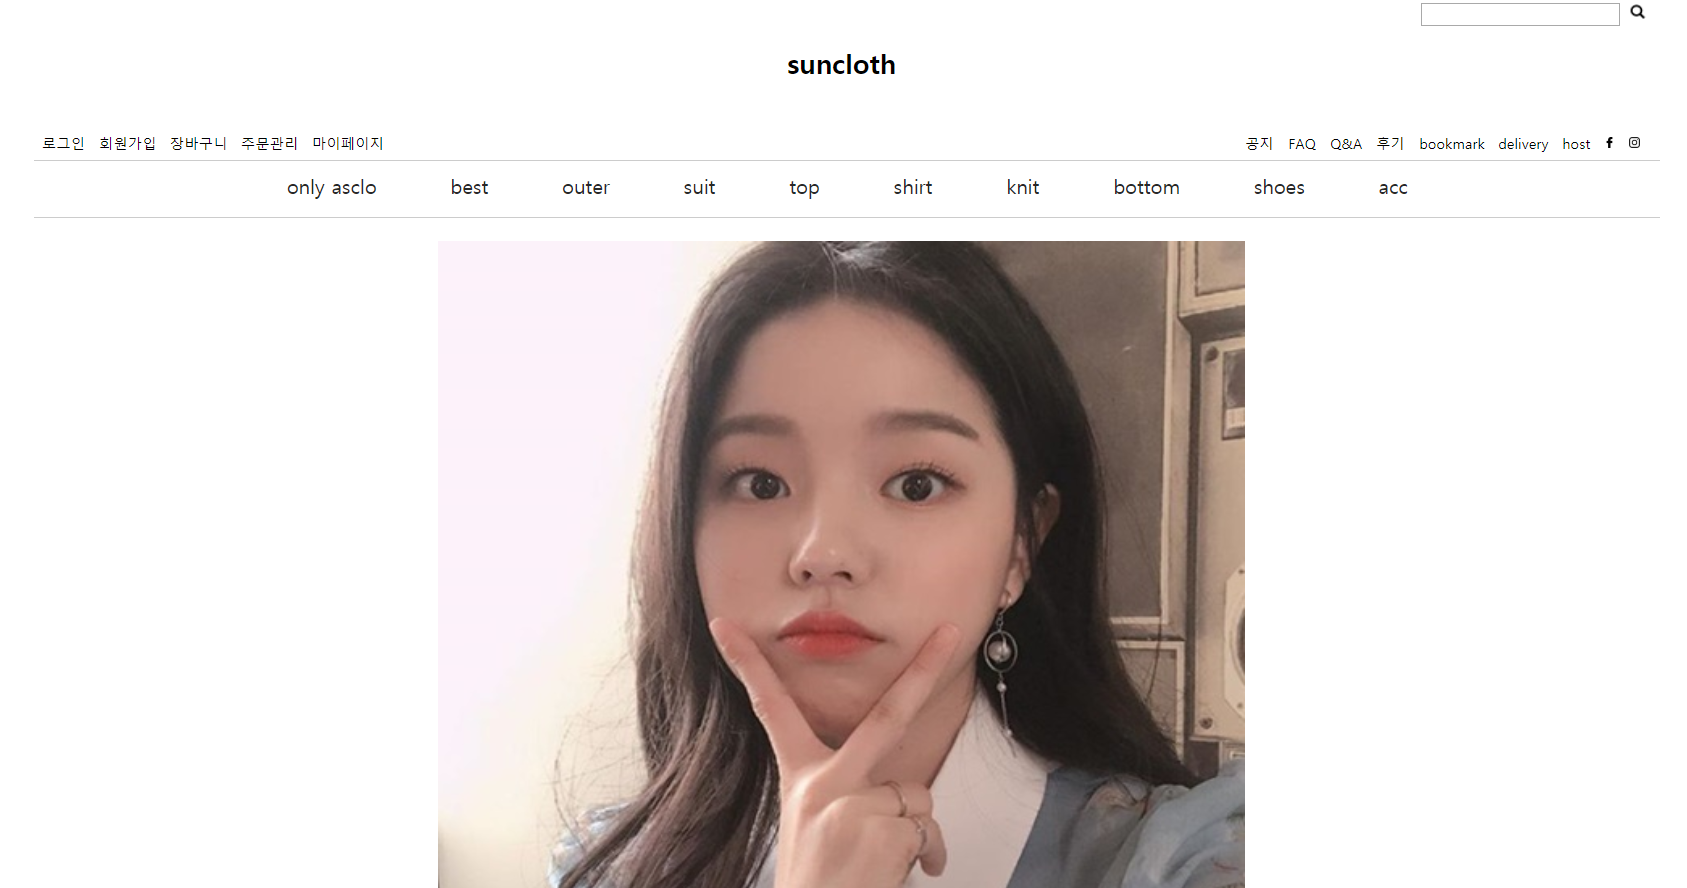 suncloth
로그인 회원가입 장바구니 주문관리 마이페이지 공지 FAQ Q&A 후기 bookmark delivery host
only asclo best outer suit top shirt knit bottom shoes acc